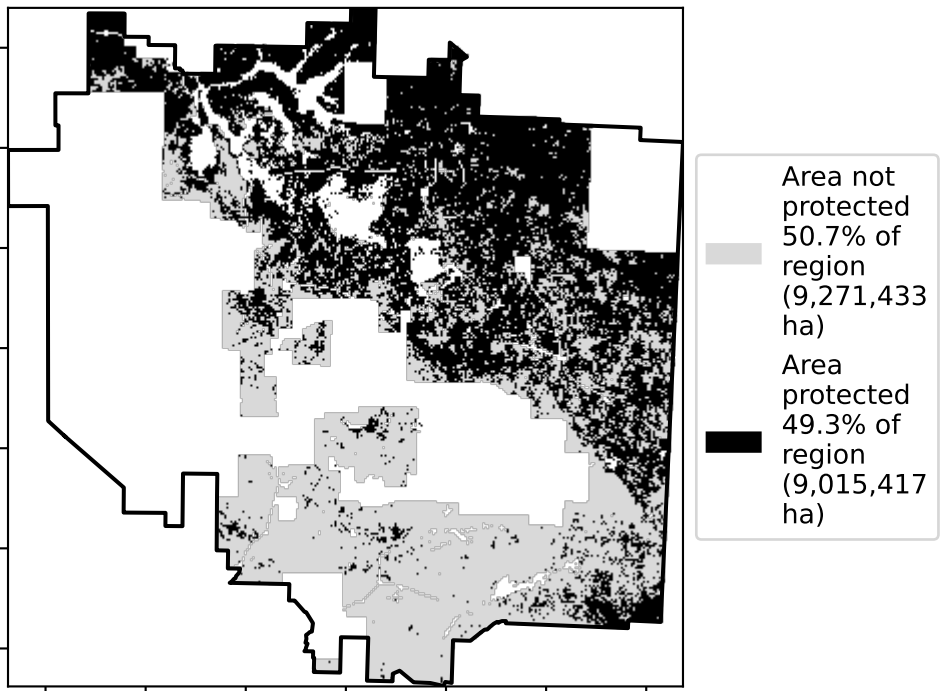 Area not
protected
50.7% of
region
(9,271,433
ha)
Area
protected
49.3% of
region
(9,015,417
ha)